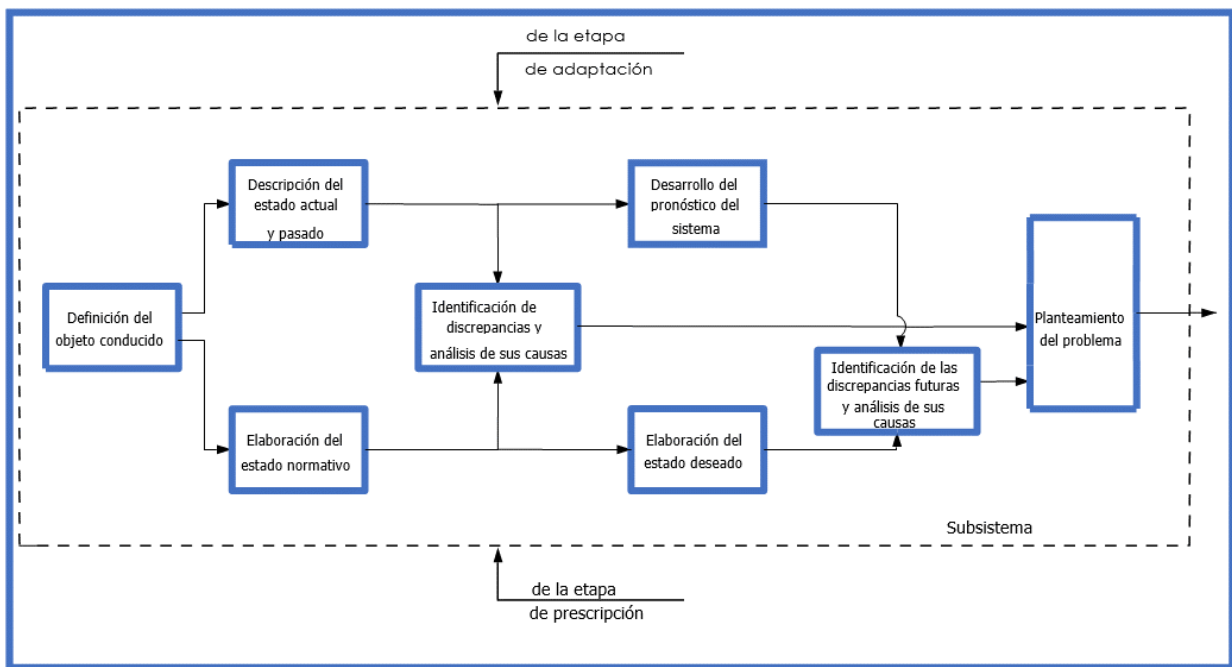 de la etapa
de adaptación
Descripción del
estado actual
y pasado
Desarrollo del
pronóstico del
sistema
Definición del
objeto conducido
Identificación de
discrepancias y
análisis de sus causas
Planteamiento
del problema
Identificación de las
discrepancias futuras
y análisis de sus
causas
Elaboración del
estado normativo
Elaboración del
estado deseado
Subsistema
de la etapa
de prescripción